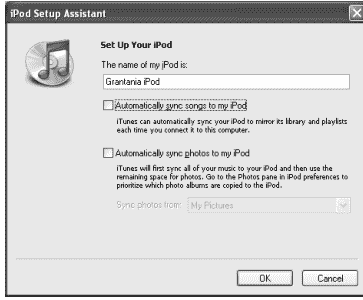 iPod Setup Assistant
Set Up Your iPod
The name of my iPod is:
Grantania iPod
Automatically sync songs to my iPod
iTunes can automatically sync your iPod to mirror its library and playlists
each time you connect it to this computer.
Automatically sync photos to my iPod
iTunes will first sync all of your music to your iPod and then use the
remaining space for photos. Go to the Photos pane in iPod preferences to
prioritize which photo albums are copied to the iPod.
Sync photos from: My Pictures
OK Cancel